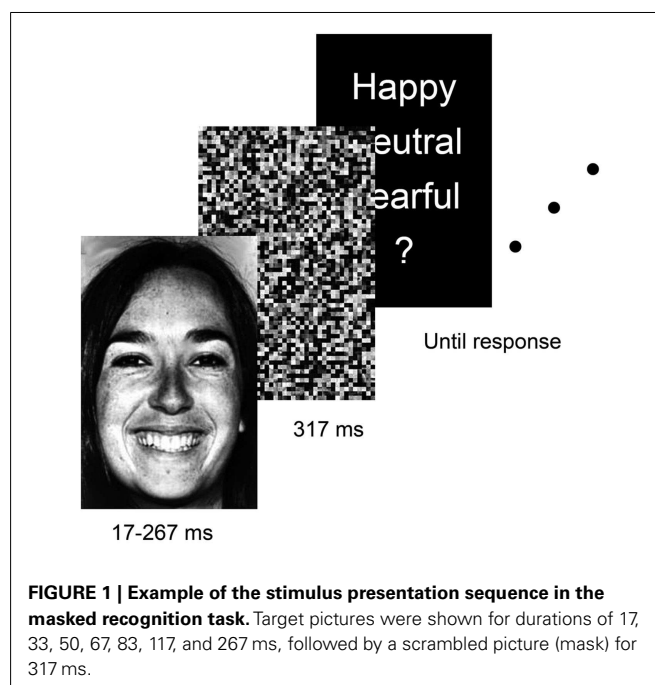 Happy
eutral
earful
?
Until response
317 ms
17-267 ms
FIGURE 1 | Example of the stimulus presentation sequence in the
masked recognition task. Target pictures were shown for durations of 17,
33, 50, 67, 83, 117, and 267 ms, followed by a scrambled picture (mask) for
317 ms.